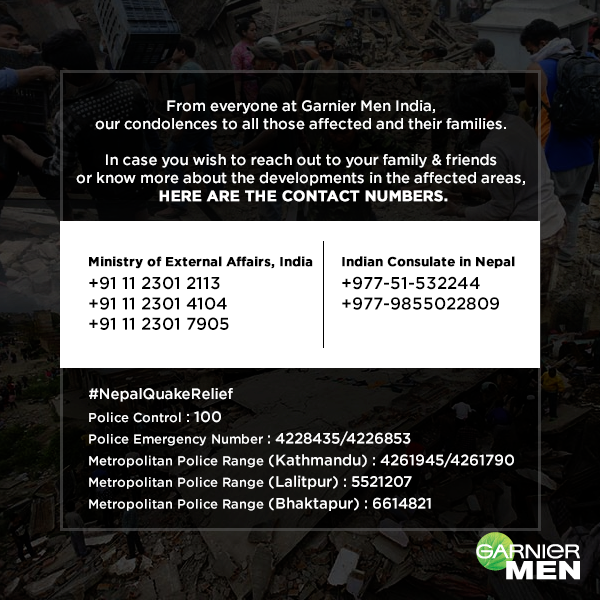 From everyone at Garnier Men India,
our condolences to all those affected and their families.
In case you wish to reach out to your family & friends
or know more about the developments in the affected areas,
HERE ARE THE CONTACT NUMBERS.
Ministry of External Affairs, India
+91 11 2301 2113
+91 11 2301 4104
+91 11 2301 7905
Indian Consulate in Nepal
+977-51-532244
+977-9855022809
#NepalQuakeRelief
Police Control : 100
Police Emergency Number : 4228435/4226853
Metropolitan Police Range (Kathmandu) : 4261945/4261790
Metropolitan Police Range (Lalitpur) : 5521207
Metropolitan Police Range (Bhaktapur) : 6614821
GARNIER
MEN